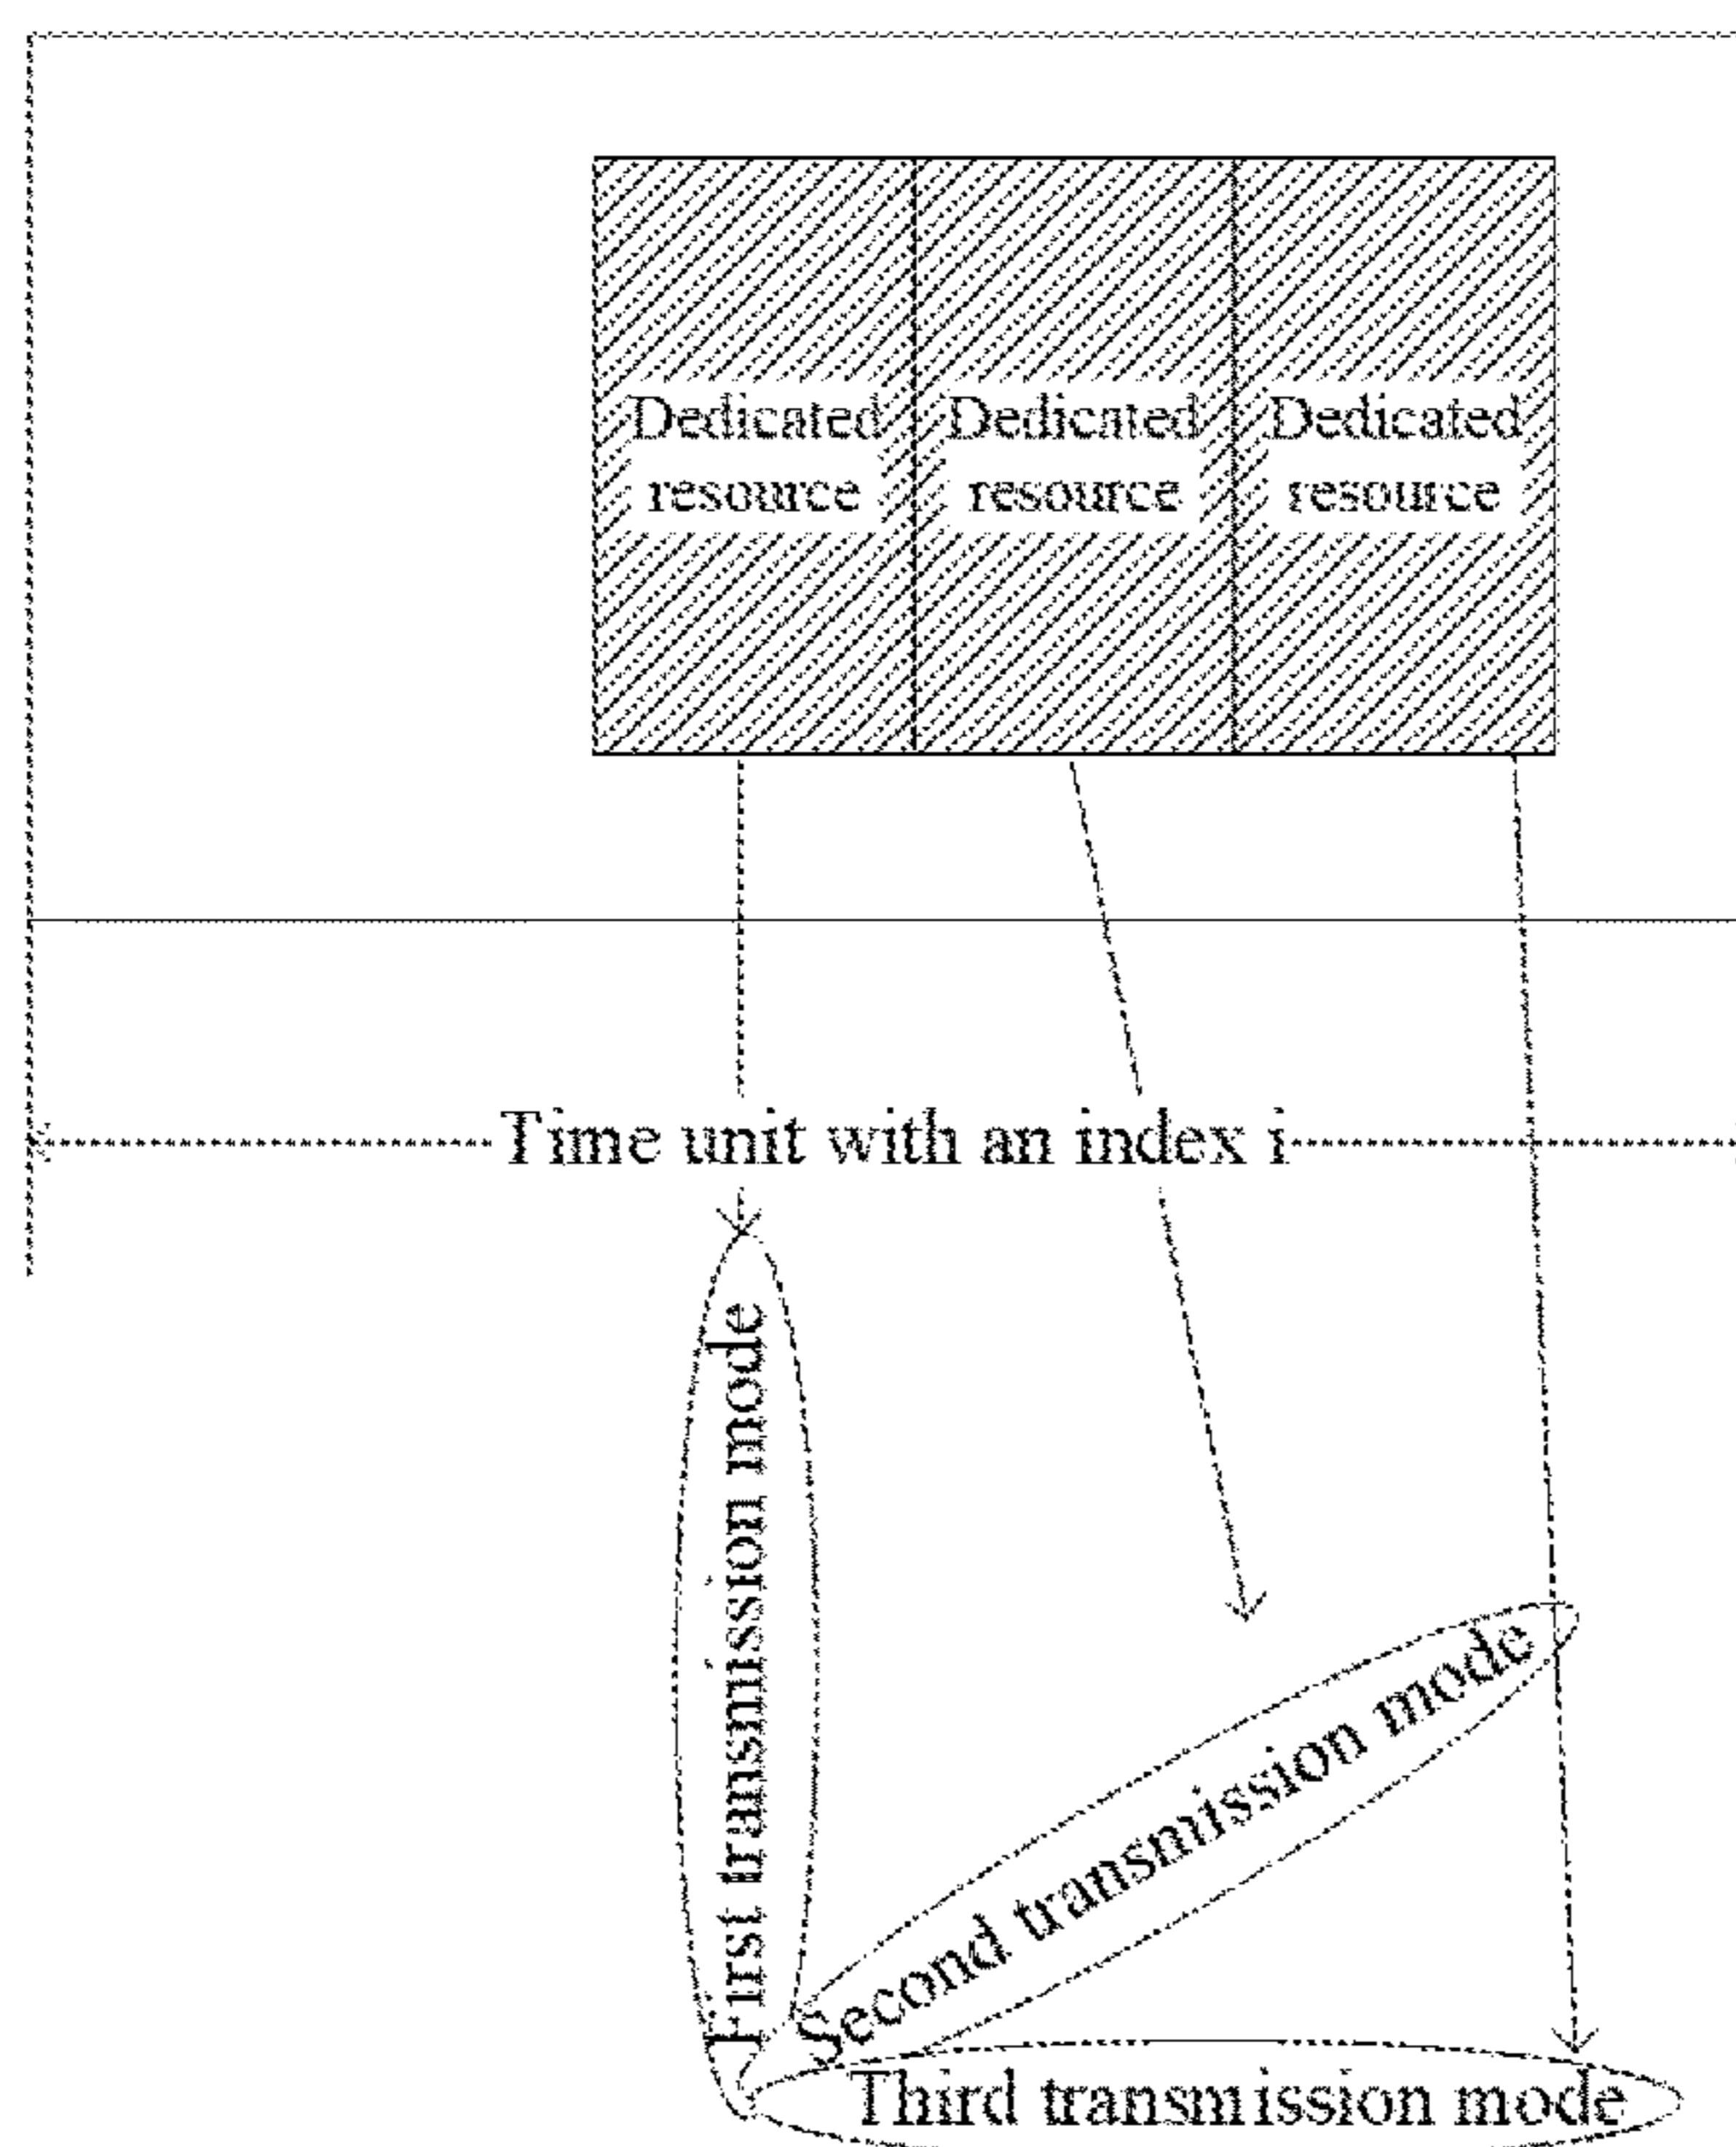 Dedicated
resource
Dedicated
resource
Dedicated
resource
Time unit with an index i
First transmission mode
Second transmission mode
Third transmission mode